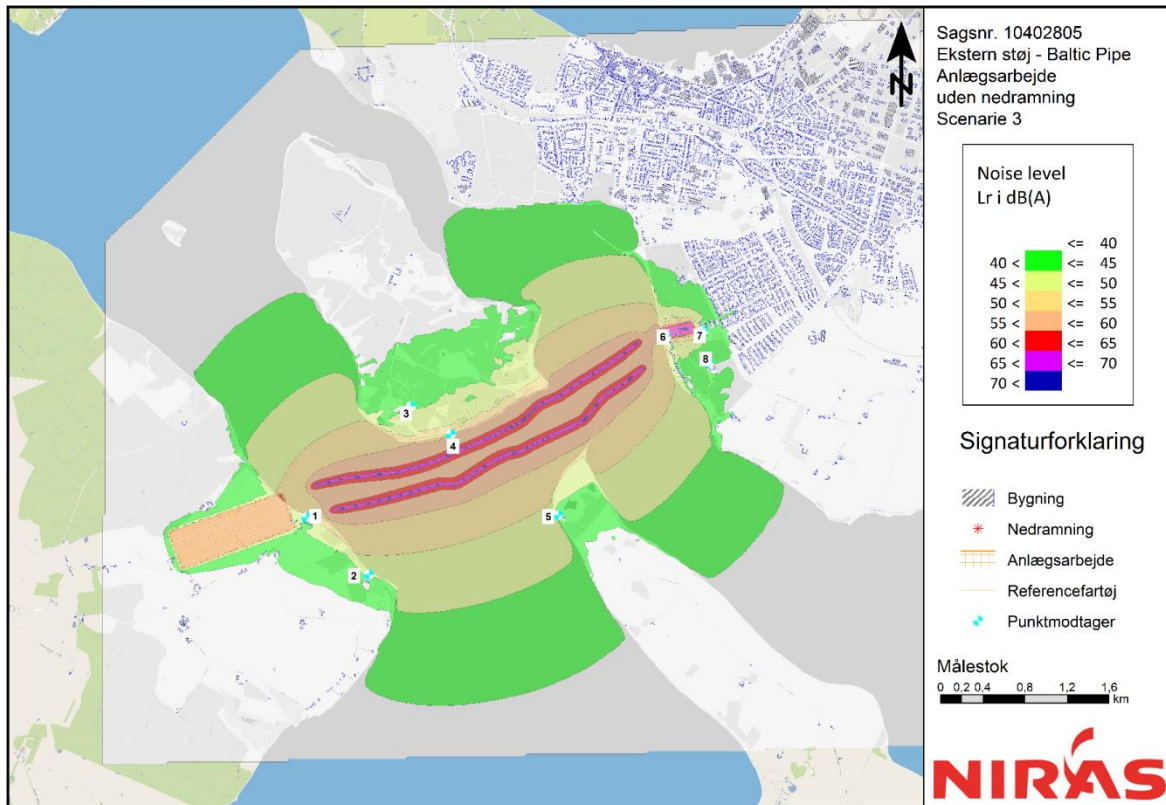 Sagsnr. 10402805
Ekstern støj - Baltic Pipe
Anlægsarbejde
uden nedramning
Scenarie 3
N
Noise level
Lr i dB(A)
<= 40
40 < <= 45
45 < <= 50
50 < <= 55
55 < <= 60
60 < <= 65
65 < <= 70
70 <
Signaturforklaring
Bygning
Nedramning
Anlægsarbejde
Referencefartøj
Punktmodtager
Målestok
0 0,2 0,4 0,8 1,2 1,6
km
NIRAS
6
7
8
3
4
1
5
2